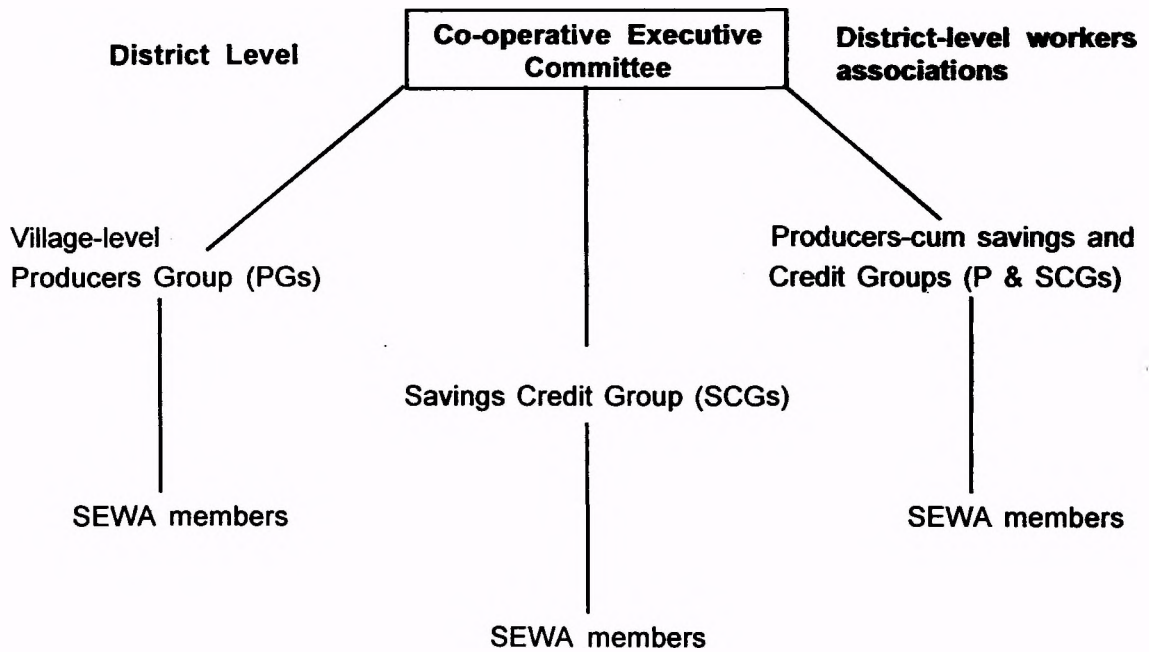 District Level
Co-operative Executive
Committee
District-level workers
associations
Village-level
Producers Group (PGs)
Producers-cum savings and
Credit Groups (P & SCGs)
Savings Credit Group (SCGs)
SEWA members
SEWA members
SEWA members